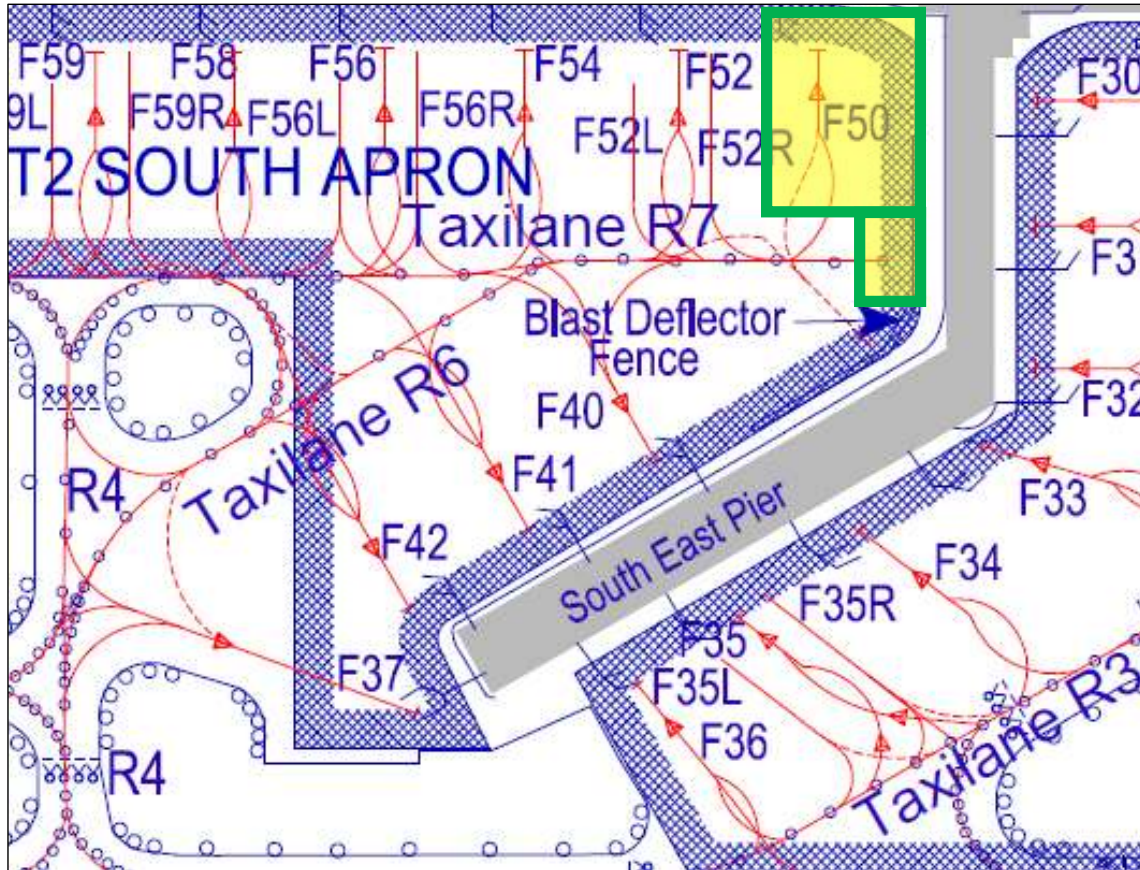 F59
F58
F56
F54
F52
F30
9L
F59R
F56L
F56R
F52L
F52R
F50
T2 SOUTH APRON
Taxilane R7
F3
Blast Deflector
Fence
Taxilane R6
F40
F32
F41
R4
F33
F42
South East Pier
F34
F35R
F35
F37
F35L
F36
Taxilane R3
R4